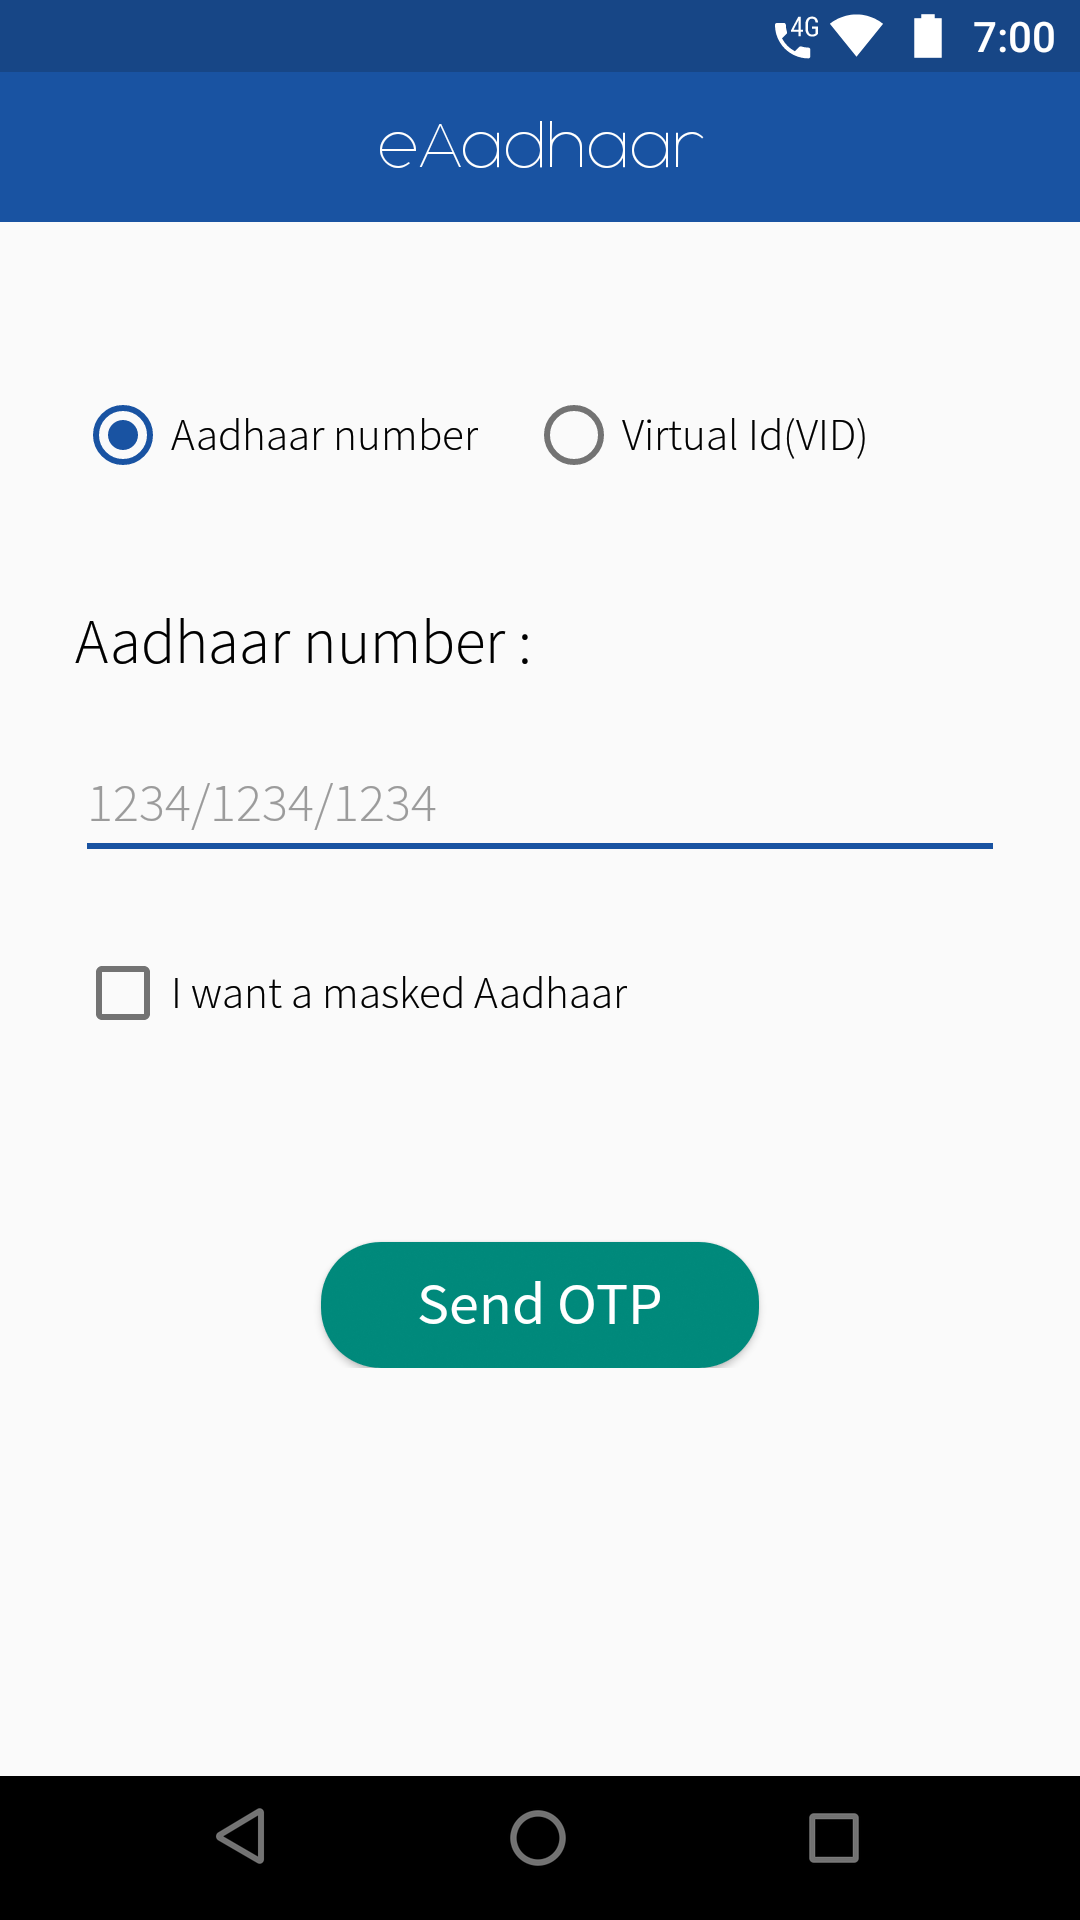 4G 7:00
eAadhaar
Aadhaar number Virtual Id(VID)
Aadhaar number :
1234/1234/1234
I want a masked Aadhaar
Send OTP